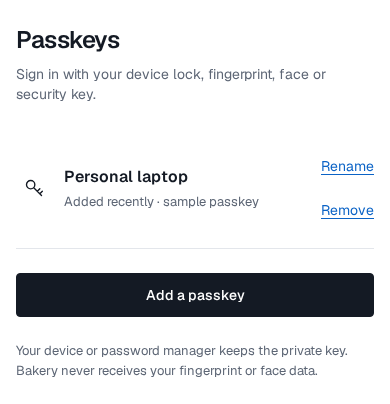 Passkeys
Sign in with your device lock, fingerprint, face or
security key.
Rename
Personal laptop
Added recently · sample passkey
Remove
Add a passkey
Your device or password manager keeps the private key.
Bakery never receives your fingerprint or face data.